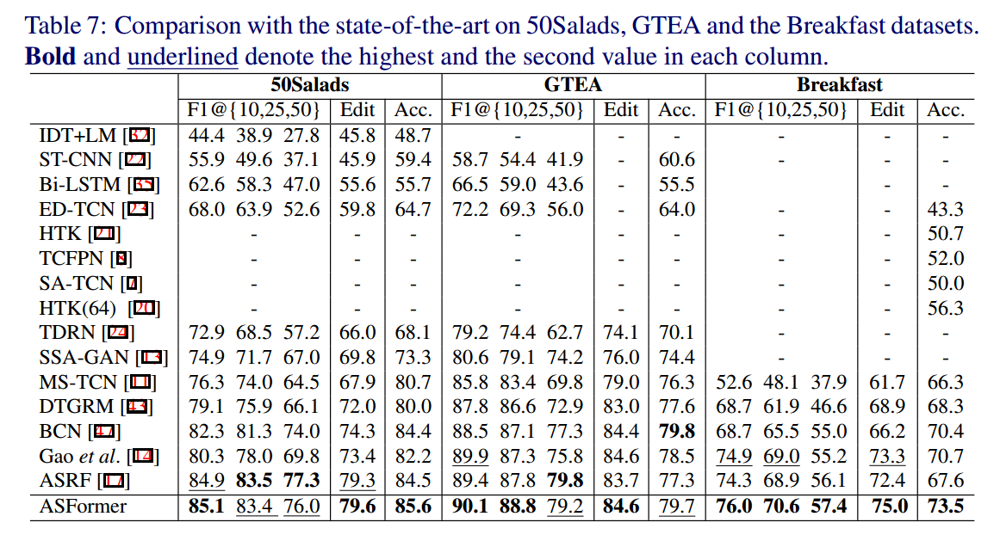 Table 7: Comparison with the state-of-the-art on 50Salads, GTEA and the Breakfast datasets.
Bold and underlined denote the highest and the second value in each column.
50Salads GTEA Breakfast
F1@{10,25,50} Edit Acc. F1@{10,25,50} Edit Acc. F1@{10,25,50} Edit Acc.
IDT+LM [32] 44.4 38.9 27.8 45.8 48.7 - - - - - -
ST-CNN [22] 55.9 49.6 37.1 45.9 59.4 58.7 54.4 41.9 - 60.6 - - -
Bi-LSTM [35] 62.6 58.3 47.0 55.6 55.7 66.5 59.0 43.6 - 55.5 - - -
ED-TCN [23] 68.0 63.9 52.6 59.8 64.7 72.2 69.3 56.0 - 64.0 - - 43.3
HTK [21] - - - - - - - - 50.7
TCFPN [8] - - - - - - - - 52.0
SA-TCN [7] - - - - - - - - 50.0
HTK(64) [20] - - - - - - - - 56.3
TDRN [24] 72.9 68.5 57.2 66.0 68.1 79.2 74.4 62.7 74.1 70.1 - - -
SSA-GAN [13] 74.9 71.7 67.0 69.8 73.3 80.6 79.1 74.2 76.0 74.4 - - -
MS-TCN [11] 76.3 74.0 64.5 67.9 80.7 85.8 83.4 69.8 79.0 76.3 52.6 48.1 37.9 61.7 66.3
DTGRM [43] 79.1 75.9 66.1 72.0 80.0 87.8 86.6 72.9 83.0 77.6 68.7 61.9 46.6 68.9 68.3
BCN [47] 82.3 81.3 74.0 74.3 84.4 88.5 87.1 77.3 84.4 79.8 68.7 65.5 55.0 66.2 70.4
Gao et al. [14] 80.3 78.0 69.8 73.4 82.2 89.9 87.3 75.8 84.6 78.5 74.9 69.0 55.2 73.3 70.7
ASRF [17] 84.9 83.5 77.3 79.3 84.5 89.4 87.8 79.8 83.7 77.3 74.3 68.9 56.1 72.4 67.6
ASFormer 85.1 83.4 76.0 79.6 85.6 90.1 88.8 79.2 84.6 79.7 76.0 70.6 57.4 75.0 73.5